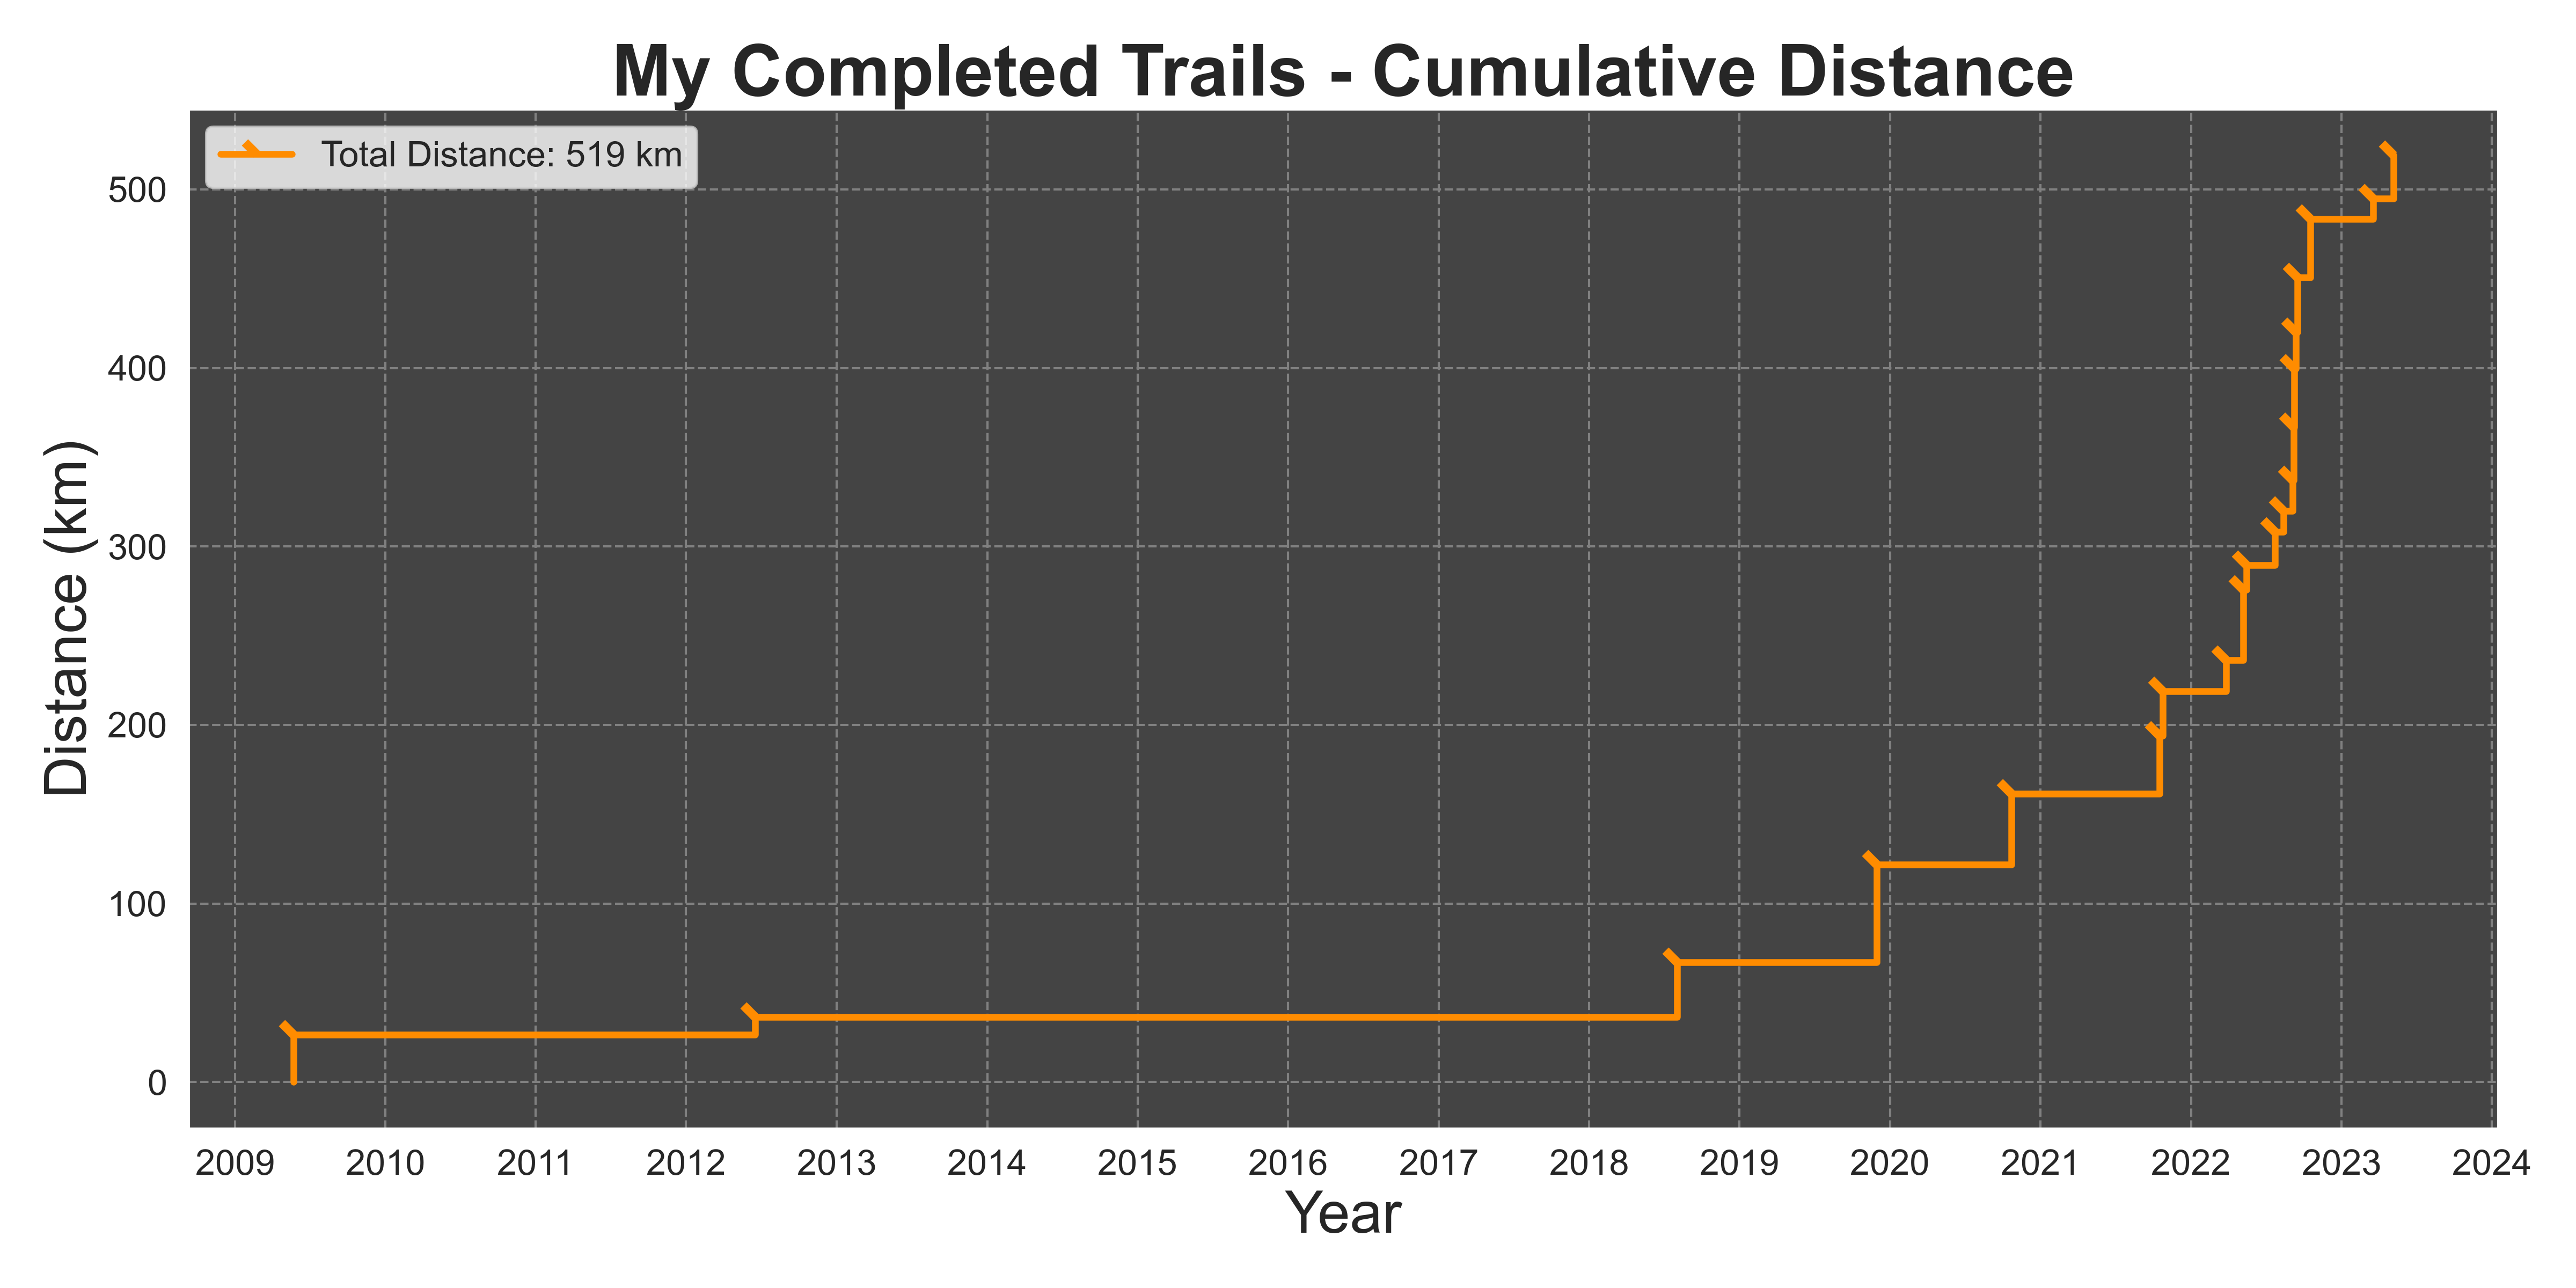 My Completed Trails - Cumulative Distance
Total Distance: 519 km
500
400
300
200
100
0
Distance (km)
2009 2010 2011 2012 2013 2014 2015 2016 2017 2018 2019 2020 2021 2022 2023 2024
Year